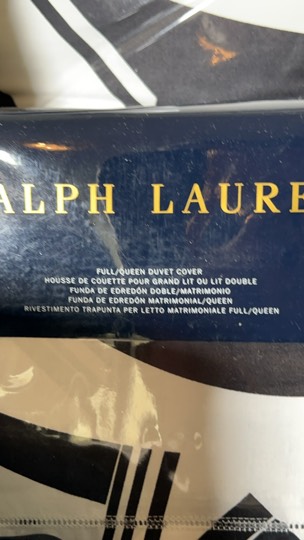 ALPH LAURE
FULL/QUEEN DUVET COVER
HOUSSE DE COUETTE POUR GRAND LIT OU LIT DOUBLE
FUNDA DE EDREDÓN DOBLE/MATRIMONIO
FUNDA DE EDREDÓN MATRIMONIAL/QUEEN
RIVESTIMENTO TRAPUNTA PER LETTO MATRIMONIALE FULL/QUEEN